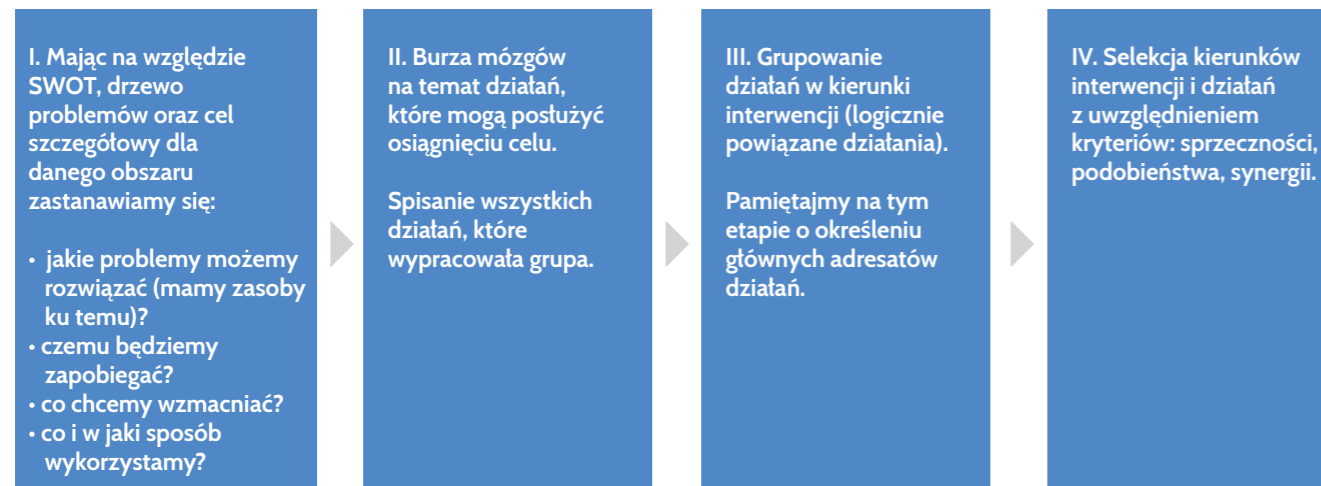 I. Mając na względzie
SWOT, drzewo
problemów oraz cel
szczegółowy dla
danego obszaru
zastanawiamy się:
• jakie problemy możemy
rozwiązać (mamy zasoby
ku temu)?
• czemu będziemy
zapobiegać?
• co chcemy wzmacniać?
• co i w jaki sposób
wykorzystamy?
II. Burza mózgów
na temat działań,
które mogą posłużyć
osiągnięciu celu.
Spisanie wszystkich
działań, które
wypracowała grupa.
III. Grupowanie
działań w kierunki
interwencji (logicznie
powiązane działania).
Pamiętajmy na tym
etapie o określeniu
głównych adresatów
działań.
IV. Selekcja kierunków
interwencji i działań
z uwzględnieniem
kryteriów: sprzeczności,
podobieństwa, synergii.